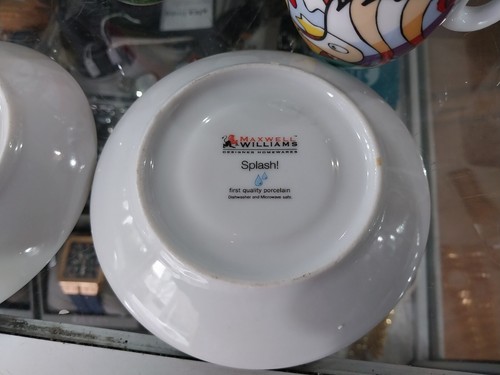 MAXWELL
& WILLIAMS
DESIGNER HOMEWARES
Splash!
first quality porcelain
Dishwasher and Microwave safe.